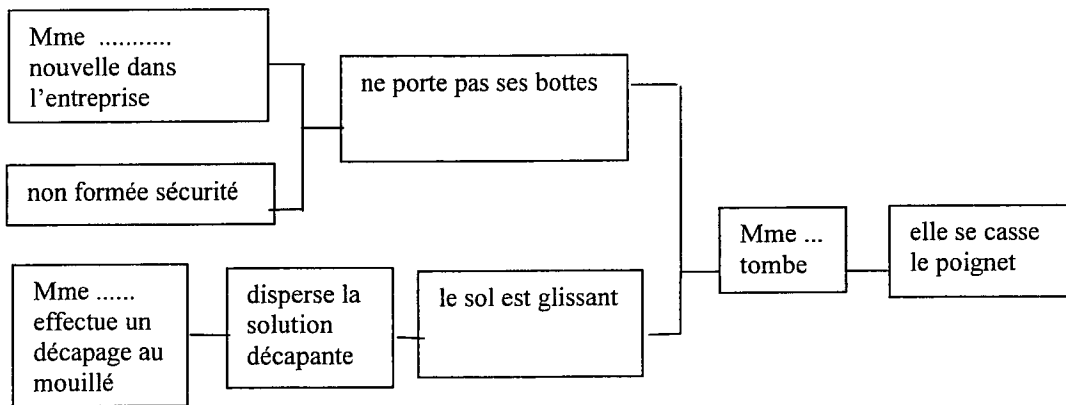 Mme ...........
nouvelle dans
l’entreprise
non formée sécurité
ne porte pas ses bottes
Mme ......
effectue un
décapage au
mouillé
disperse la
solution
décapante
le sol est glissant
Mme ...
tombe
elle se casse
le poignet